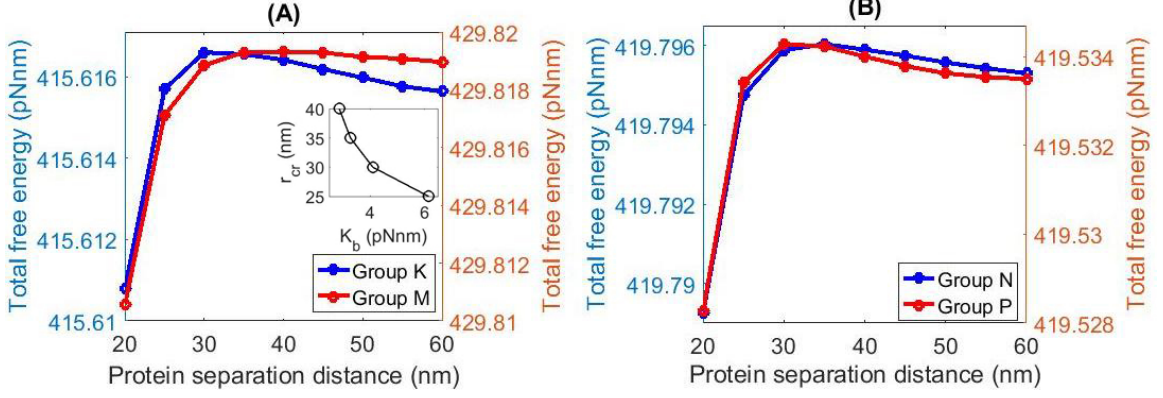 (A)
Total free energy (pNnm)
415.616
415.614
415.612
415.61
429.82
429.818
429.816
429.814
429.812
429.81
Total free energy (pNnm)
40
35
30
25
r_cr (nm)
4
6
K_b (pNnm)
Group K
Group M
20
30
40
50
60
Protein separation distance (nm)
(B)
Total free energy (pNnm)
419.796
419.794
419.792
419.79
419.534
419.532
419.53
419.528
Total free energy (pNnm)
Group N
Group P
20
30
40
50
60
Protein separation distance (nm)